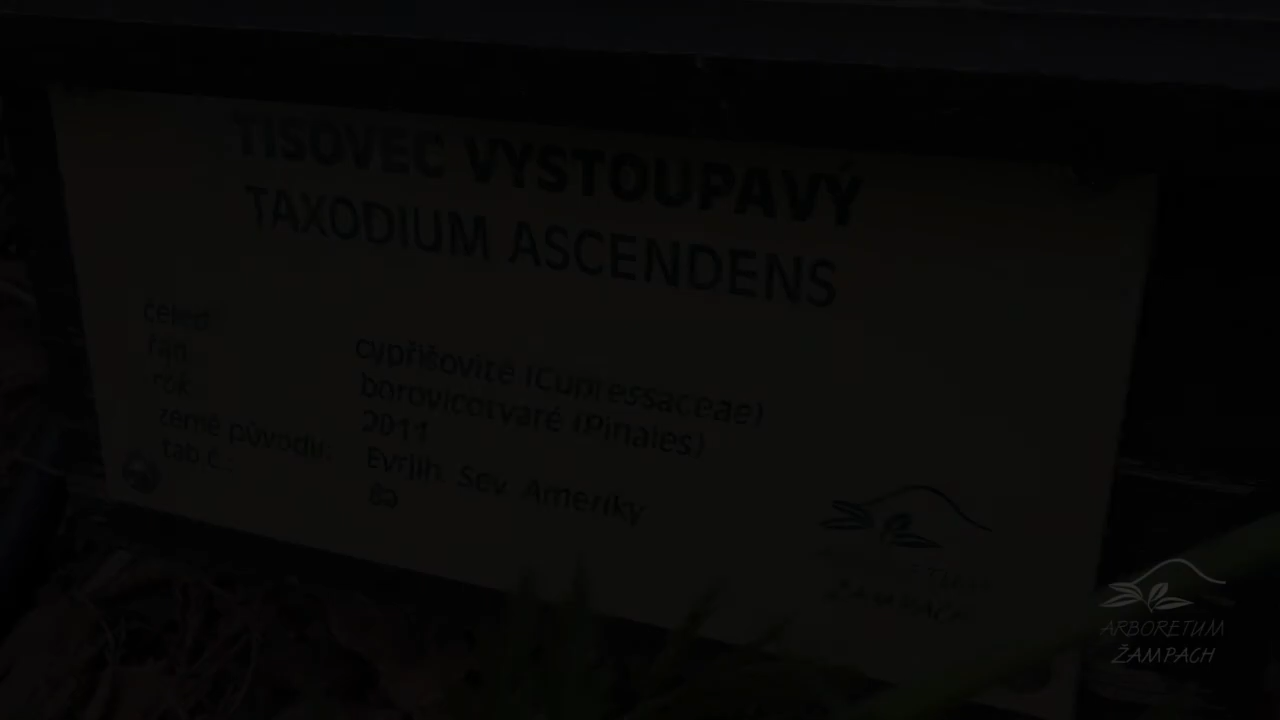 TISOVEC VYSTOUPAVÝ
TAXODIUM ASCENDENS
čeleď: cypřišovité (Cupressaceae)
řád: borovicotvaré (Pinales)
rok: 2011
země původu: Sev. Ameriky
tab.č.:
ŽAMPACH
ARBORETUM
ŽAMPACH